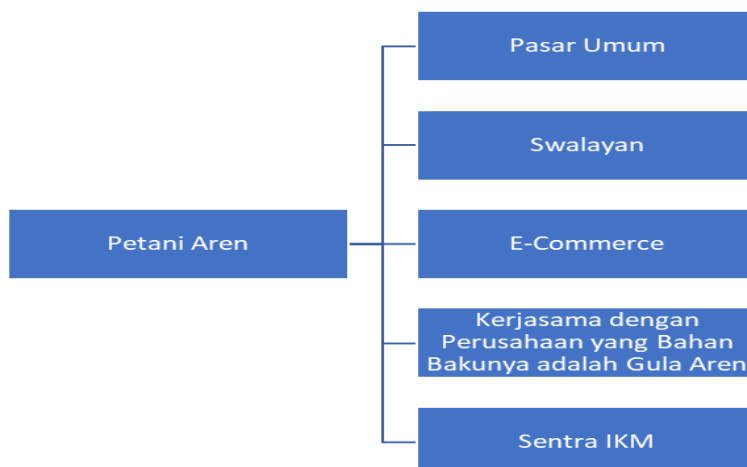 Pasar Umum
Swalayan
Petani Aren
E-Commerce
Kerjasama dengan
Perusahaan yang Bahan
Bakunya adalah Gula Aren
Sentra IKM